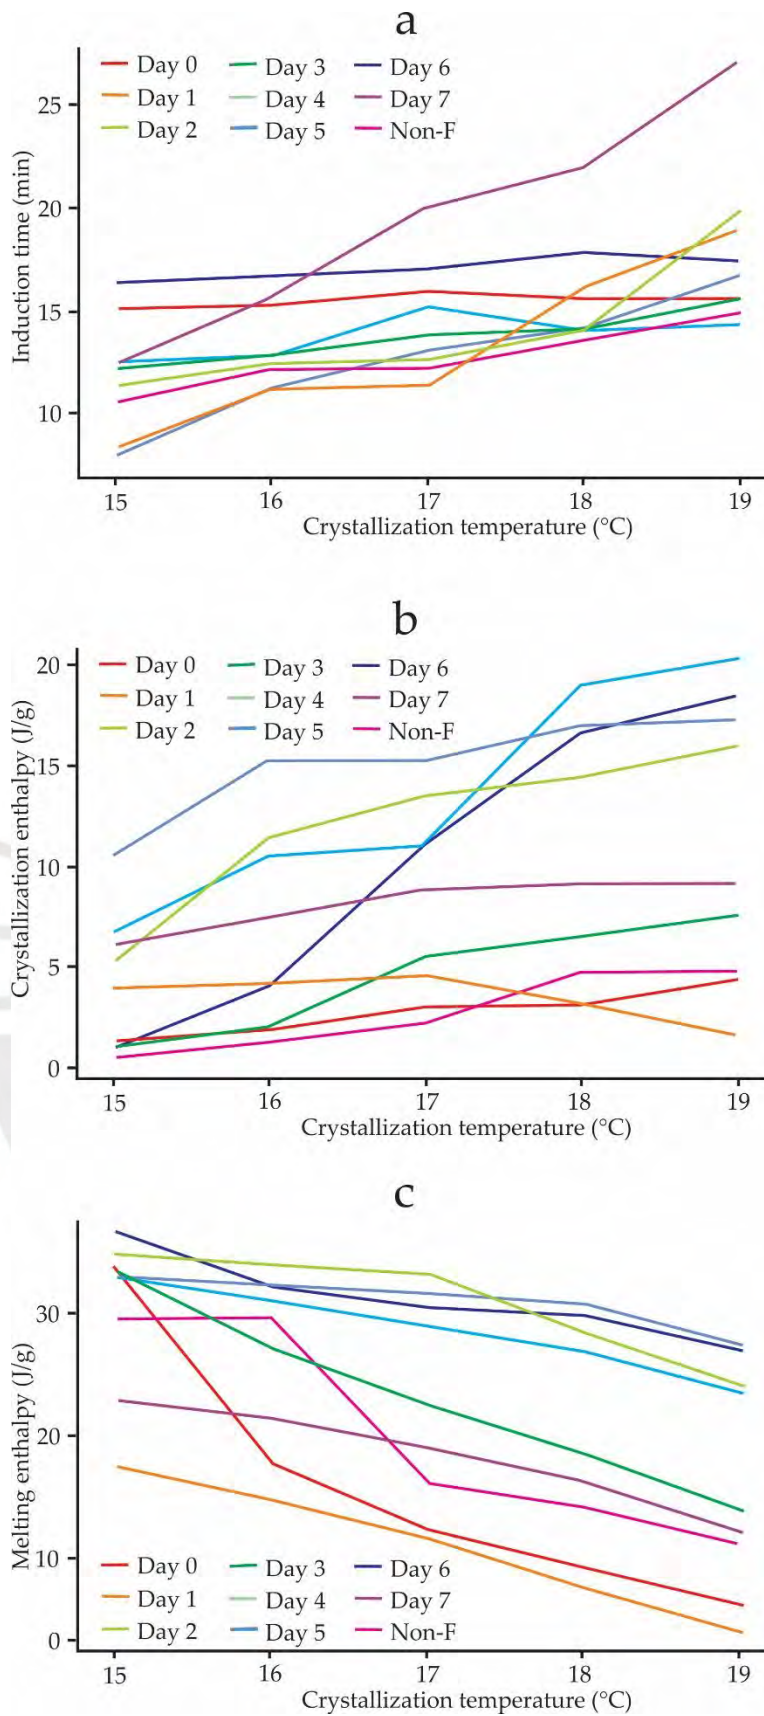 a
Day 0 Day 3 Day 6
Day 1 Day 4 Day 7
Day 2 Day 5 Non-F
Induction time (min)
25
20
15
10
15 16 17 18 19
Crystallization temperature (°C)
b
Day 0 Day 3 Day 6
Day 1 Day 4 Day 7
Day 2 Day 5 Non-F
Crystallization enthalpy (J/g)
20
15
10
5
0
15 16 17 18 19
Crystallization temperature (°C)
c
Melting enthalpy (J/g)
30
20
10
0
Day 0 Day 3 Day 6
Day 1 Day 4 Day 7
Day 2 Day 5 Non-F
15 16 17 18 19
Crystallization temperature (°C)